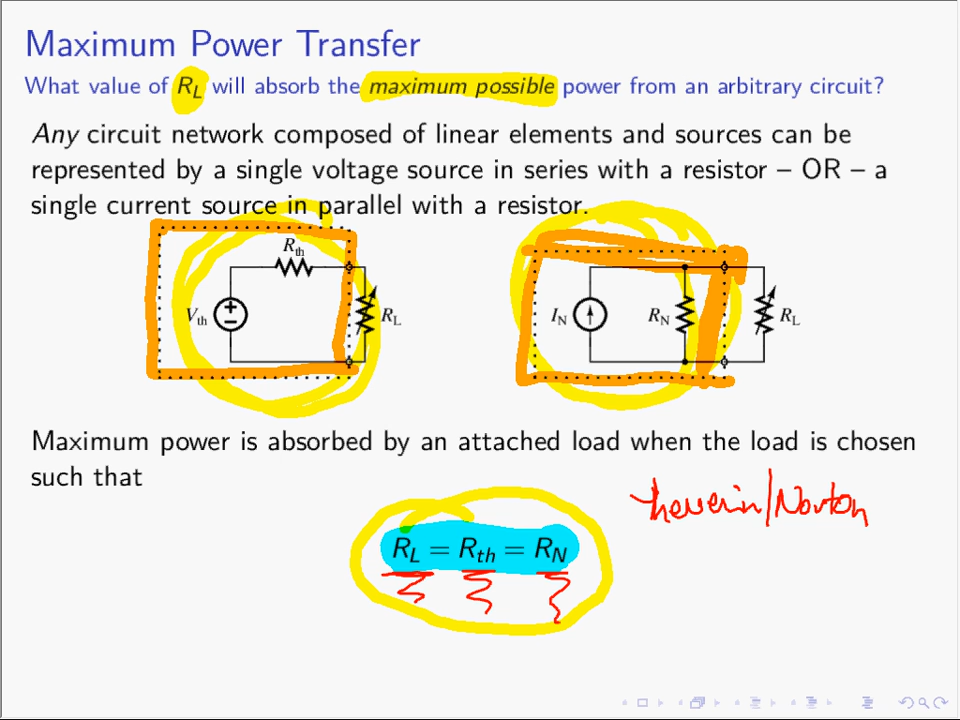 Maximum Power Transfer
What value of R_L will absorb the maximum possible power from an arbitrary circuit?
Any circuit network composed of linear elements and sources can be
represented by a single voltage source in series with a resistor – OR – a
single current source in parallel with a resistor.
R_th
V_th
R_L
I_N
R_N
R_L
Maximum power is absorbed by an attached load when the load is chosen
such that
thevenin/Norton
R_L = R_th = R_N